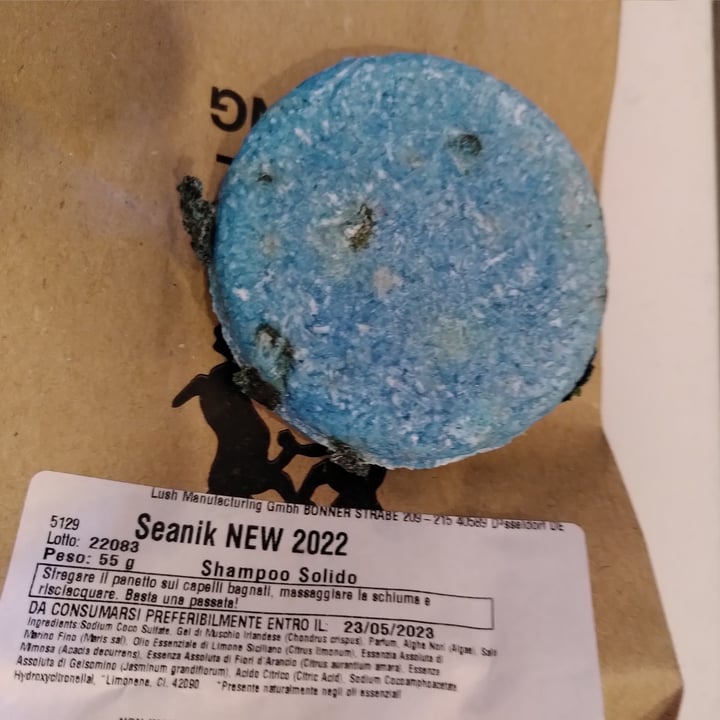 NG
Lush Manufacturing Gmbh BONNER STRAßE 209 - 215 40589 Düsseldorf DE
5129
Seanik NEW 2022
Lotto: 22083
Peso: 55 g
Shampoo Solido
Sfregare il panetto sui capelli bagnati, massaggiare la schiuma e
risciacquare. Basta una passata!
DA CONSUMARSI PREFERIBILMENTE ENTRO IL: 23/05/2023
Ingredients: Sodium Coco Sulfate, Gel di Muschio Irlandese (Chondrus crispus), Parfum, Alghe Nori (Algae), Sale
Marino Fino (Maris sal), Olio Essenziale di Limone Siciliano (Citrus limonum), Essenza Assoluta di
Mimosa (Acacia decurrens), Essenza Assoluta di Fiori d'Arancio (Citrus aurantium amara), Essenza
Assoluta di Gelsomino (Jasminum grandiflorum), Acido Citrico (Citric Acid), Sodium Cocoamphoacetate,
Hydroxycitronellal, *Limonene, CI. 42090 *Presente naturalmente negli oli essenziali